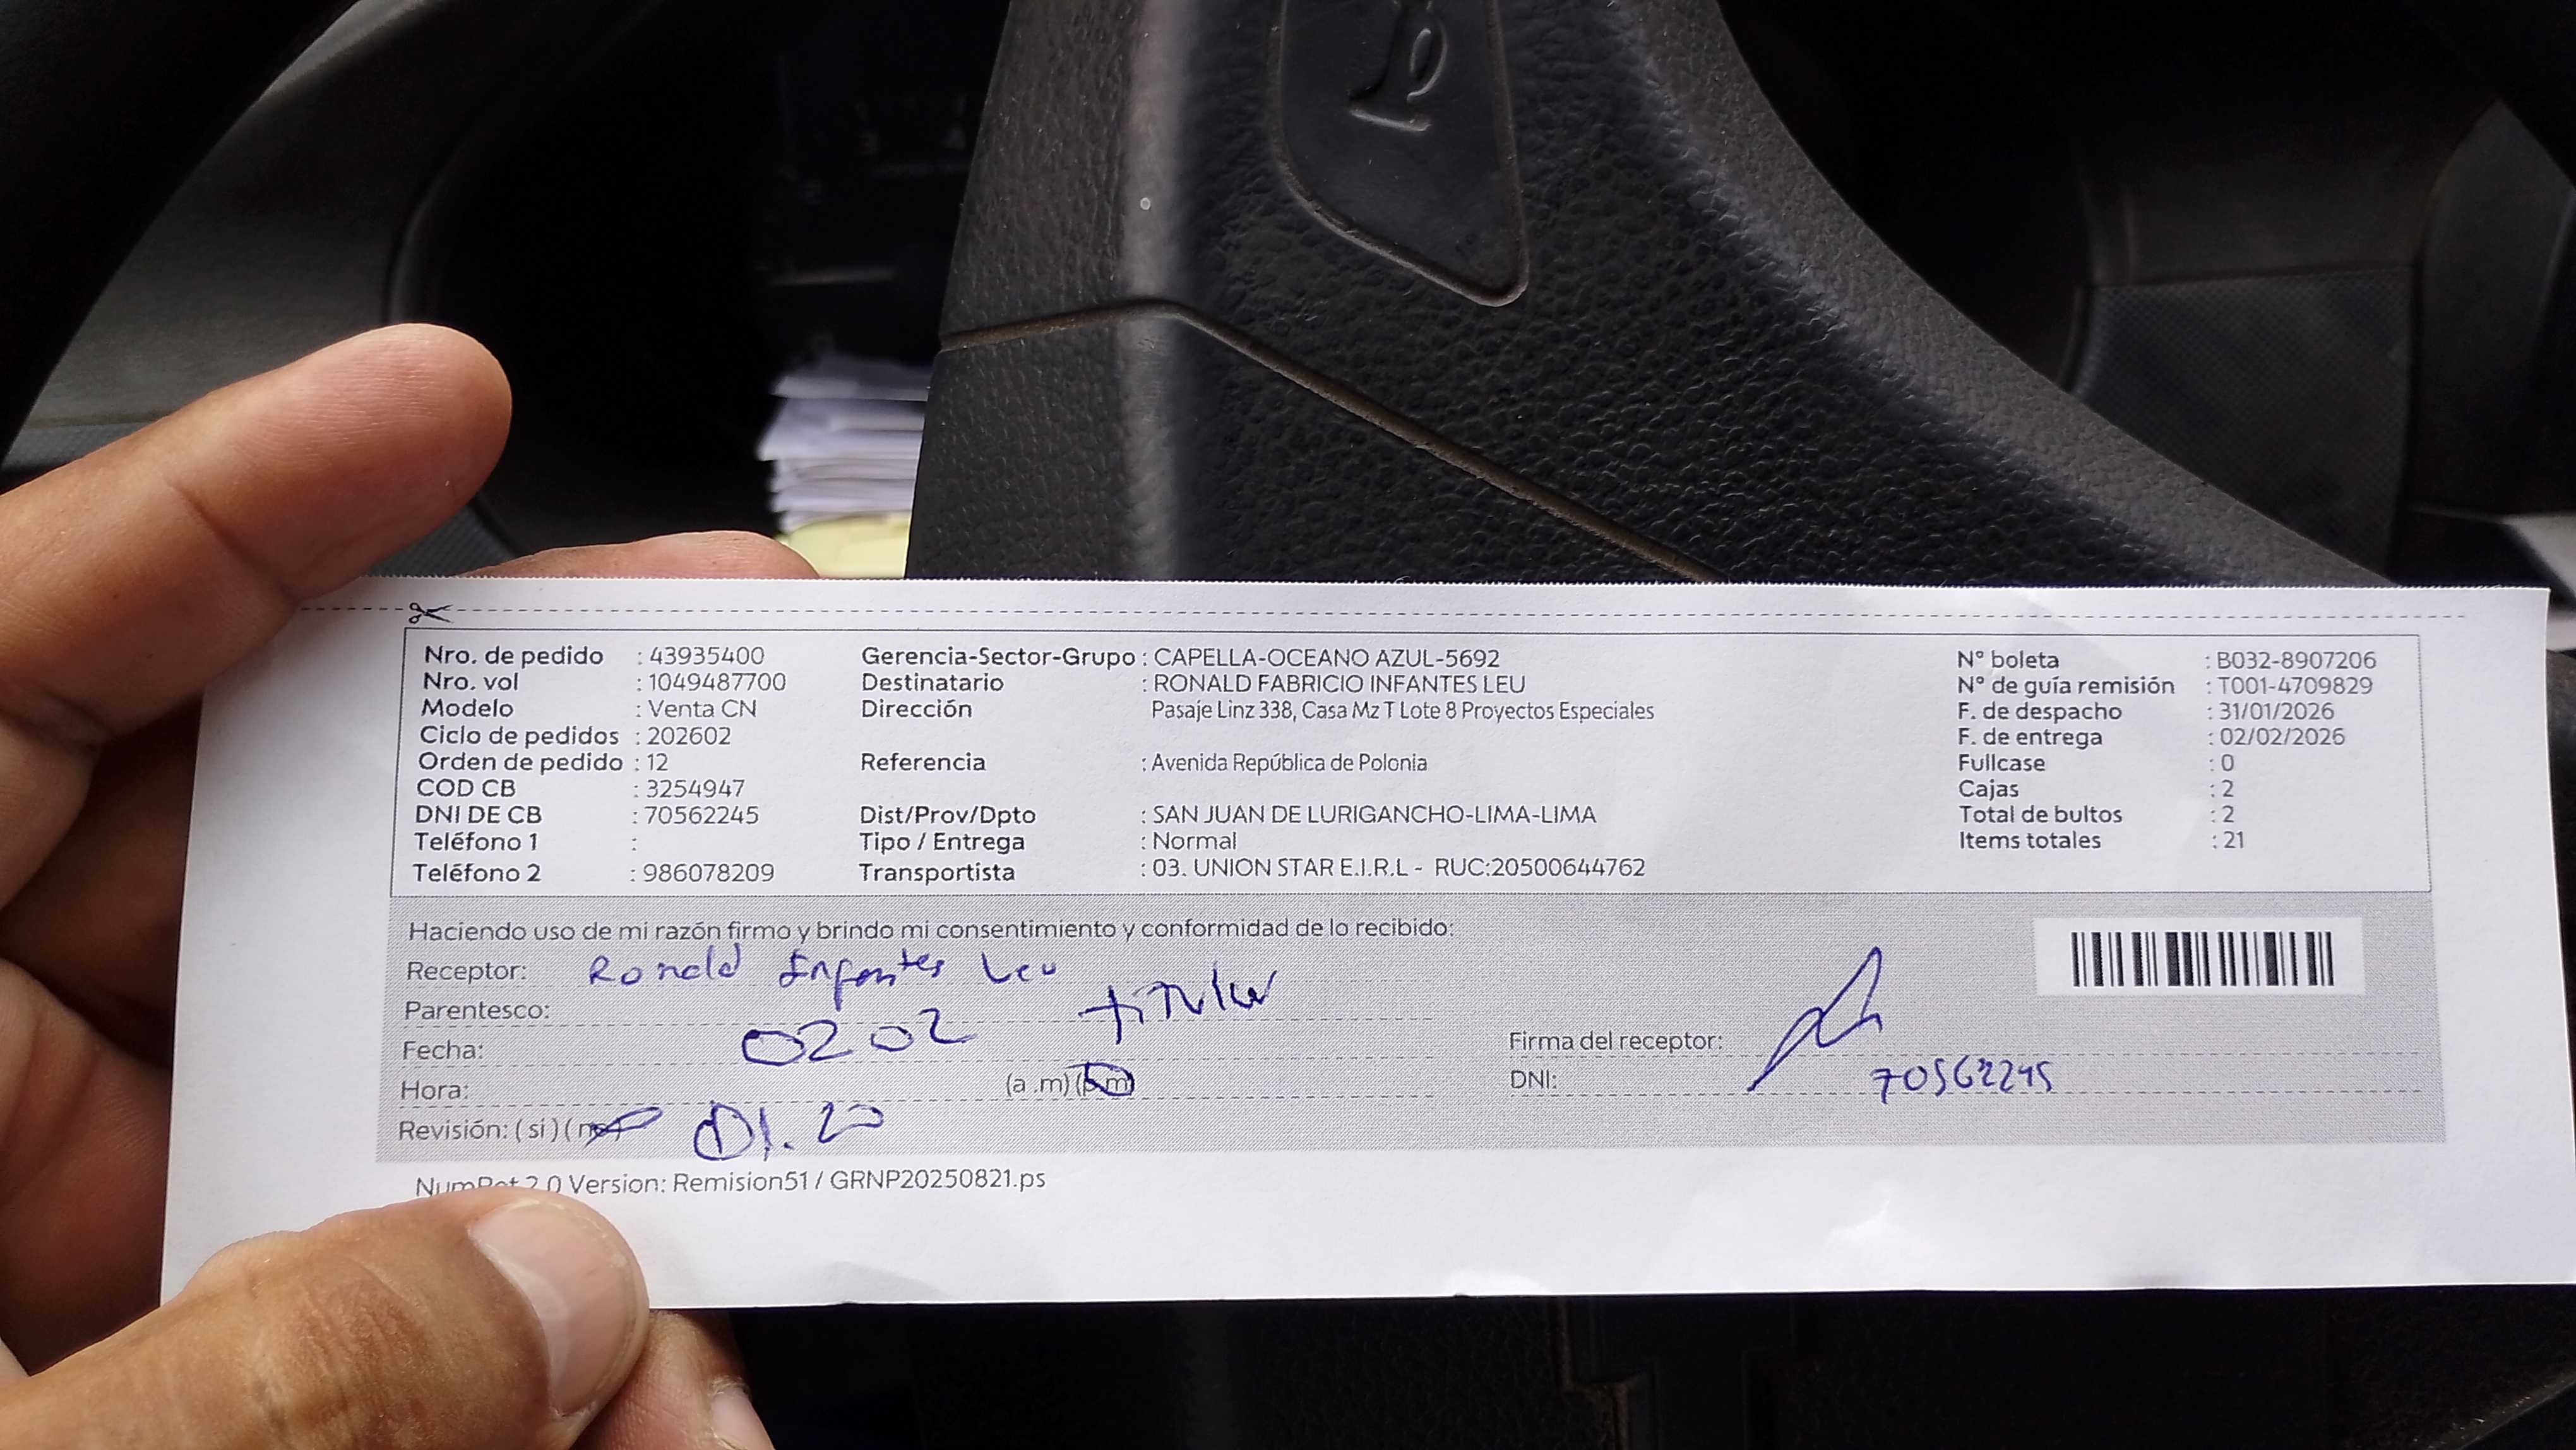 Nro. de pedido : 43935400
Nro. vol : 1049487700
Modelo : Venta CN
Ciclo de pedidos : 202602
Orden de pedido : 12
COD CB : 3254947
DNI DE CB : 70562245
Teléfono 1 :
Teléfono 2 : 986078209
Gerencia-Sector-Grupo : CAPELLA-OCEANO AZUL-5692
Destinatario : RONALD FABRICIO INFANTES LEU
Dirección Pasaje Linz 338, Casa Mz T Lote 8 Proyectos Especiales
Referencia : Avenida República de Polonia
Dist/Prov/Dpto : SAN JUAN DE LURIGANCHO-LIMA-LIMA
Tipo / Entrega : Normal
Transportista : 03. UNION STAR E.I.R.L - RUC:20500644762
N° boleta : B032-8907206
N° de guía remisión : T001-4709829
F. de despacho : 31/01/2026
F. de entrega : 02/02/2026
Fullcase : 0
Cajas : 2
Total de bultos : 2
Items totales : 21
Haciendo uso de mi razón firmo y brindo mi consentimiento y conformidad de lo recibido:
Receptor: Ronald Infantes Leu
Parentesco: titular
Fecha: 02 02
Hora: (a .m) (p.m)
Revisión: ( si ) ( no ) 01.20
Firma del receptor:
DNI: 70562245
2.0 Version: Remision51 / GRNP20250821.ps